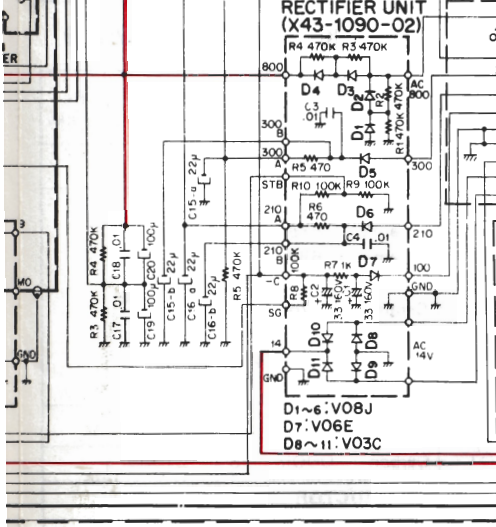 RECTIFIER UNIT
(X43-1090-02)
R4 470K R3 470K
ER
800
D4
D3
D2
R2 470K
AC
800
C3
.01
D1
R1 470K
300
B
300
A
R5 470
D5
300
22μ
C15-a
STB
R10 100K
R9 100K
210
A
R6
470
D6
210
C4 .01
210
B
D7
9
R4 470K
.01
C18
100μ
C20
22μ
C15-b
22μ
C16
22μ
C16-b
R5 470K
100K
-C
R8
R7 1K
100
C2
33 160V
33 160V
GND
MO
R3 470K
C17
100μ
C19
SG
D10
D8
14
AC
14V
GND
D11
D9
GND
D1~6:V08J
D7:V06E
D8~11:V03C